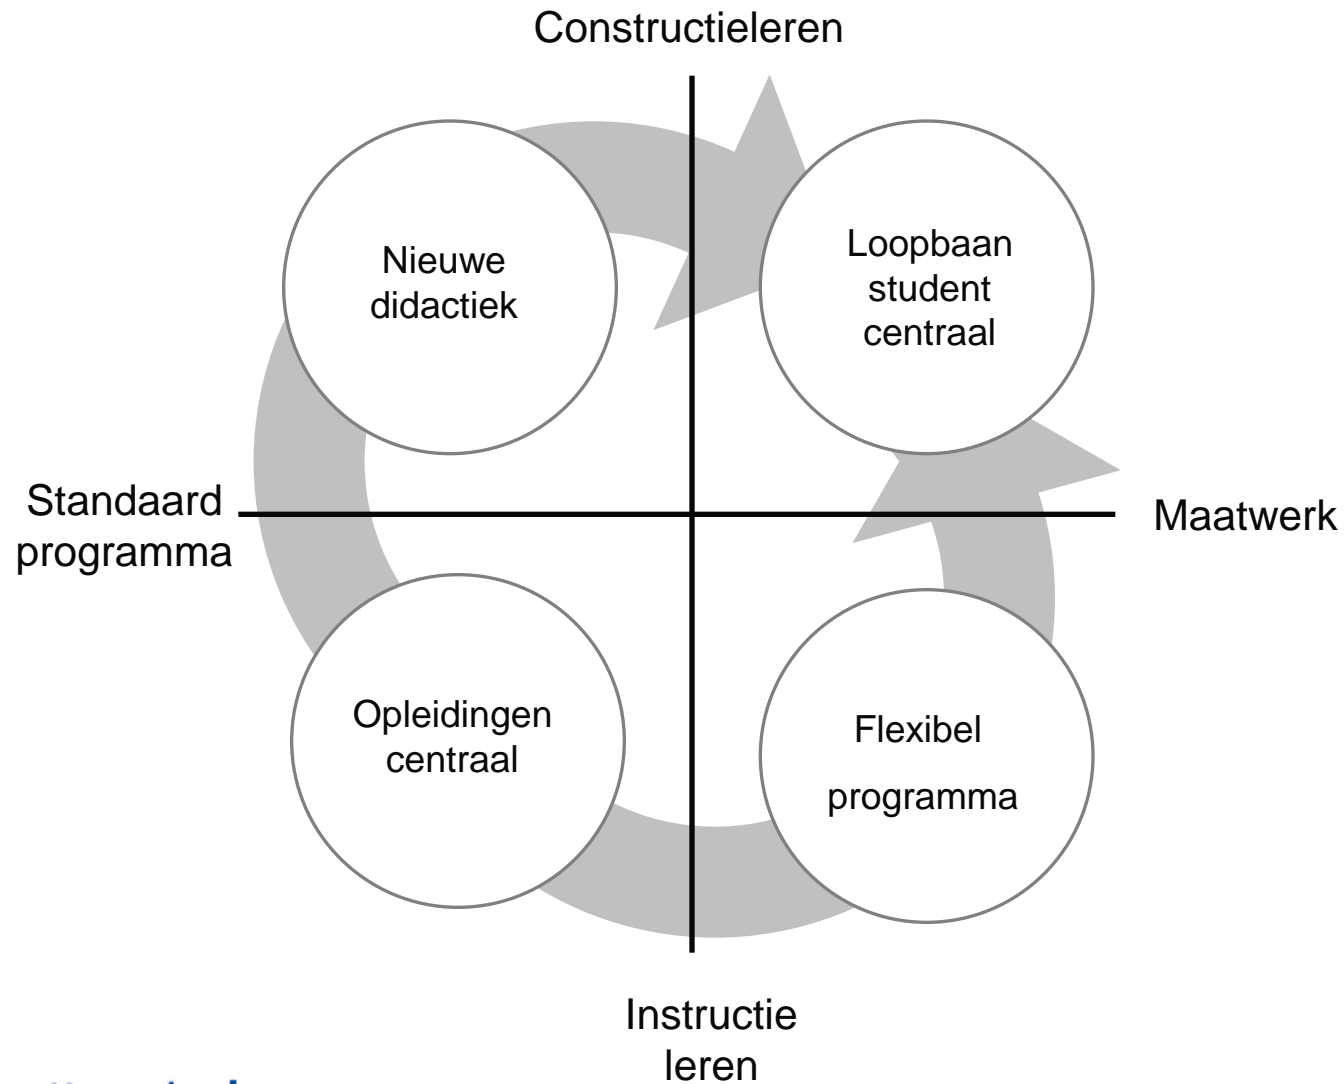 Constructieleren
Nieuwe
didactiek
Loopbaan
student
centraal
Standaard
programma
Maatwerk
Opleidingen
centraal
Flexibel
programma
Instructie
leren